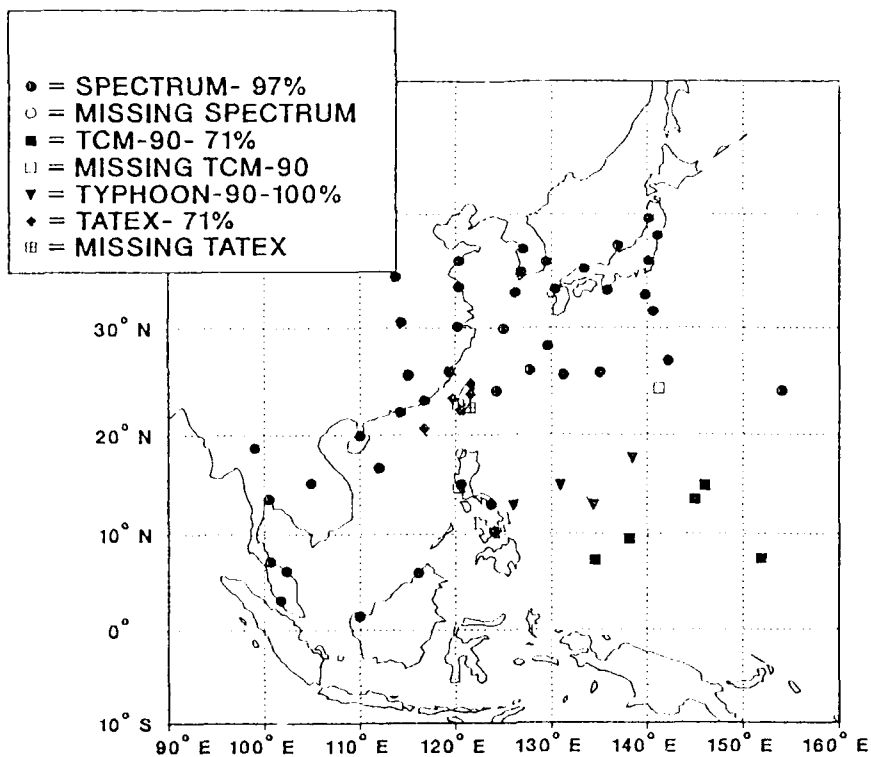 ● = SPECTRUM- 97%
○ = MISSING SPECTRUM
■ = TCM-90- 71%
□ = MISSING TCM-90
▼ = TYPHOON-90-100%
◆ = TATEX- 71%
⊞ = MISSING TATEX
30° N
20° N
10° N
0°
10° S
90° E 100° E 110° E 120° E 130° E 140° E 150° E 160° E